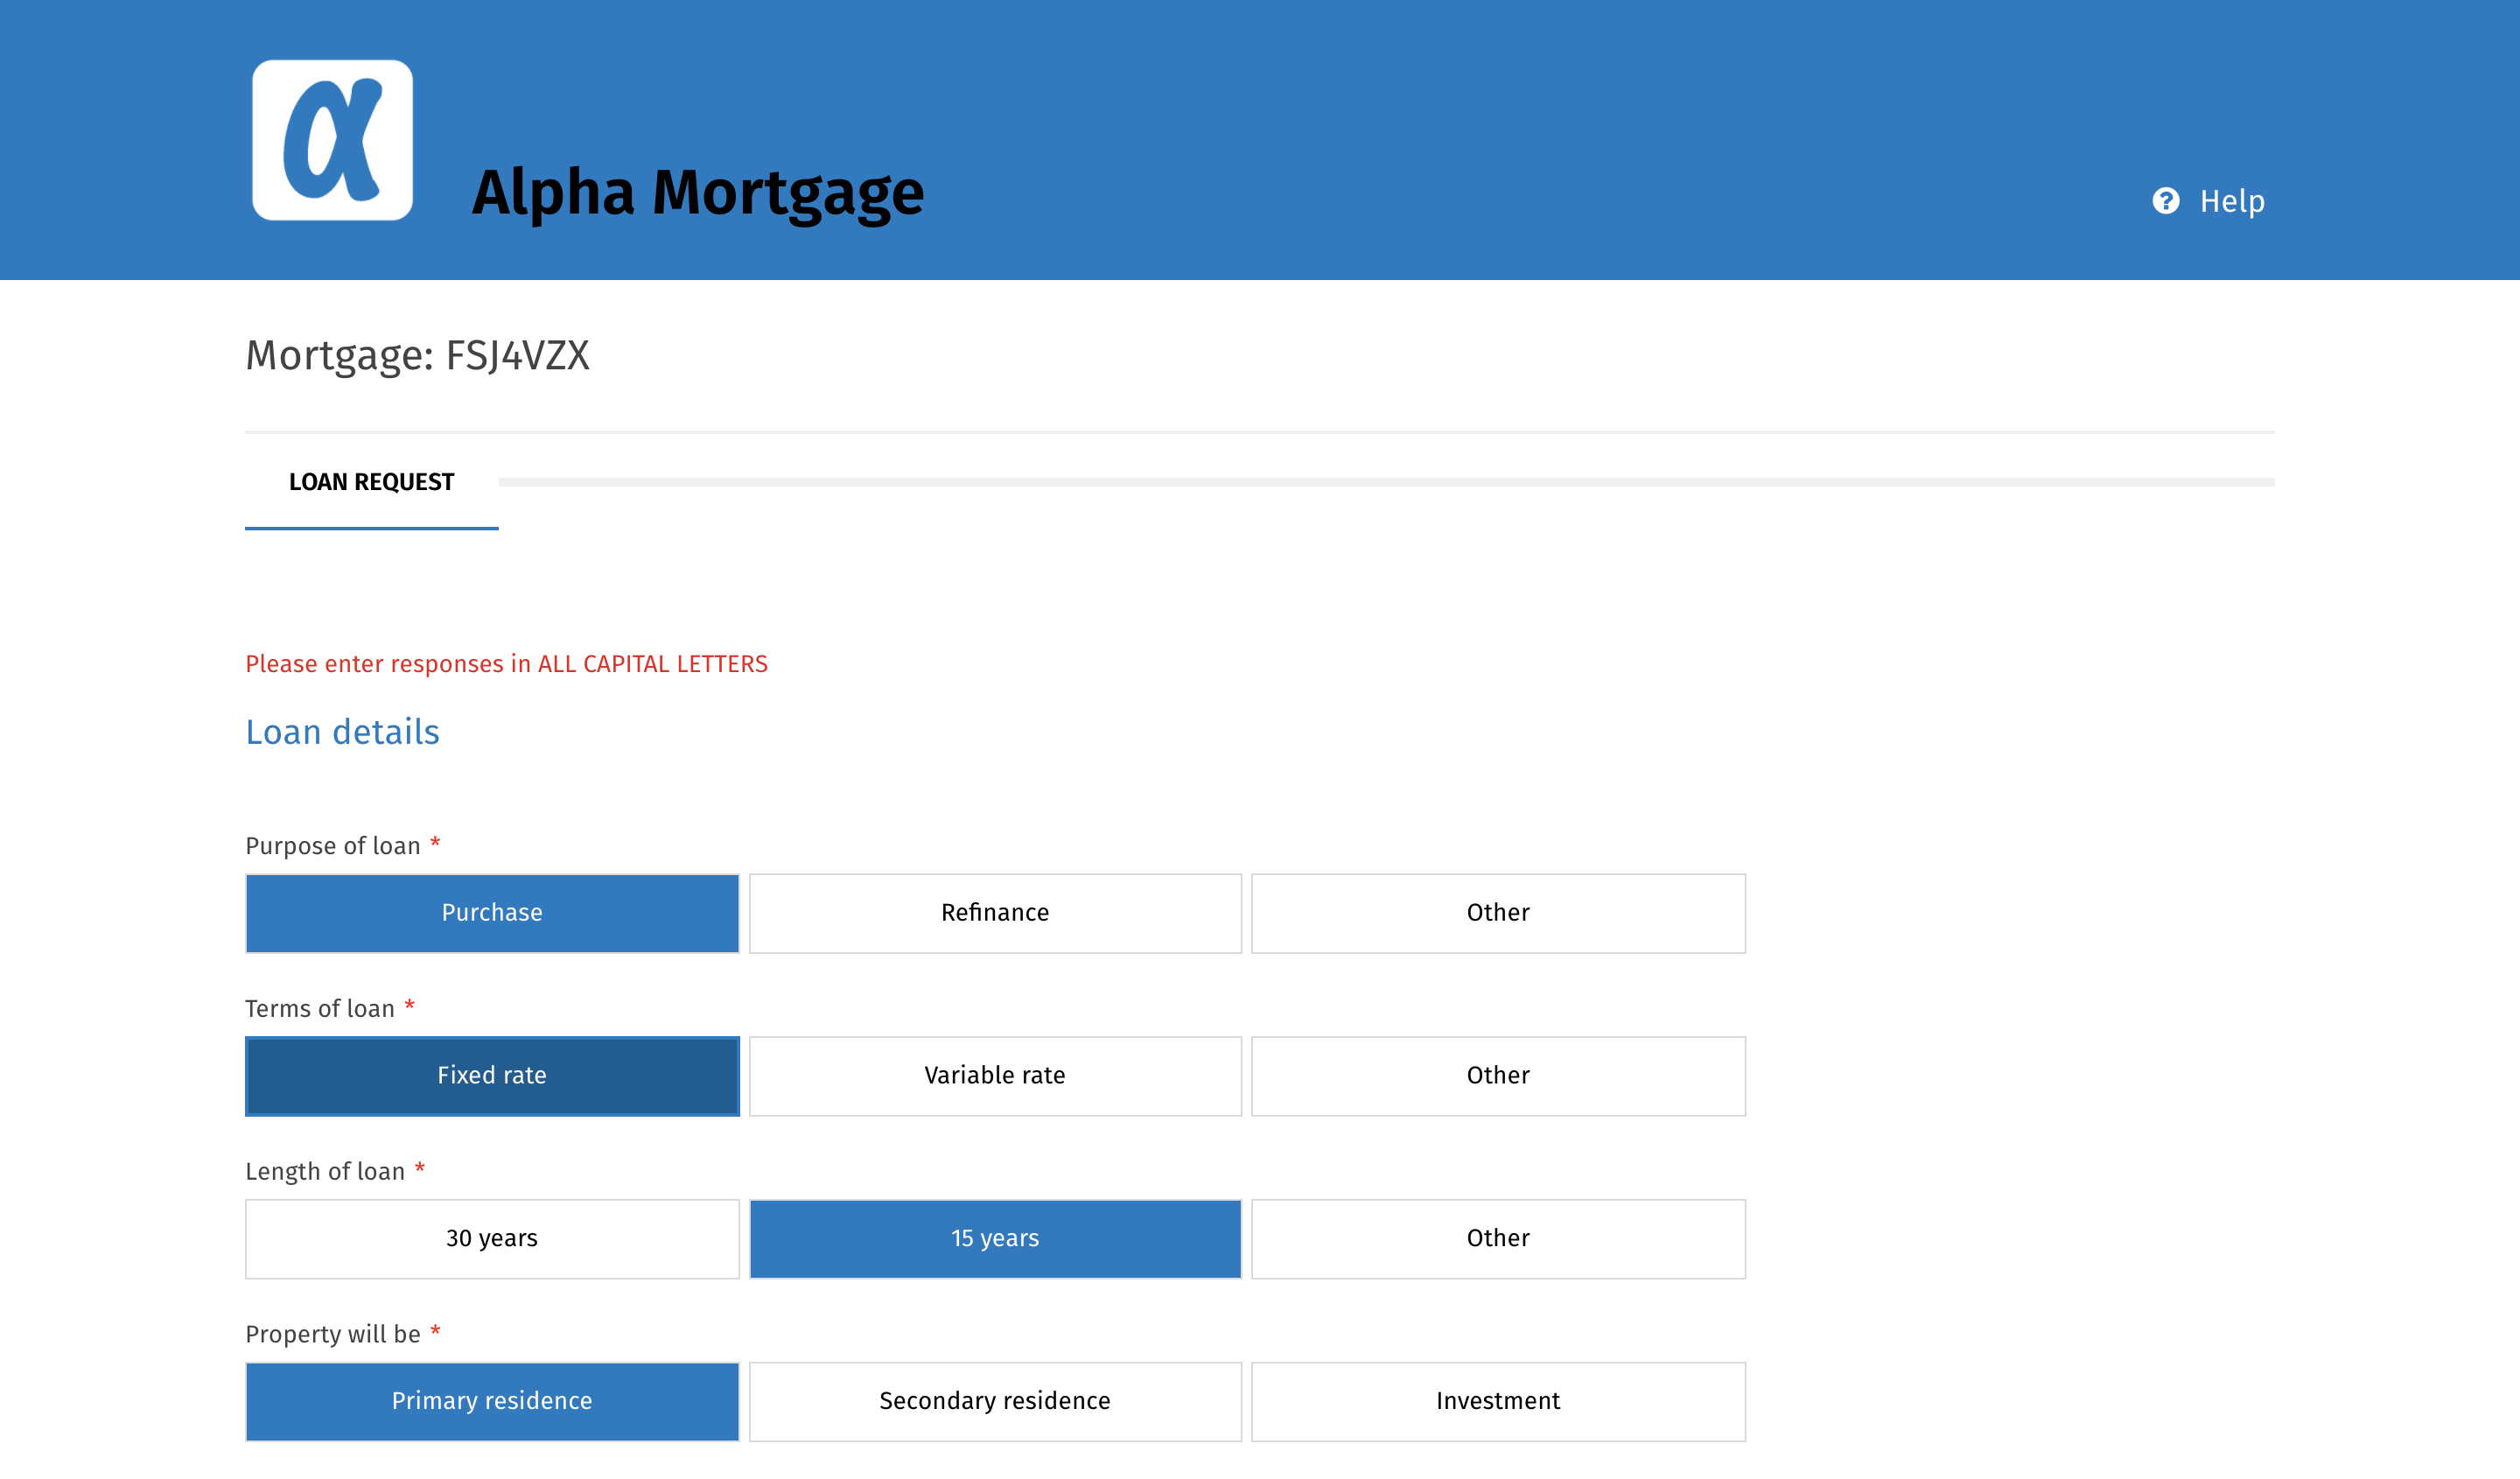 α
Alpha Mortgage
Help
Mortgage: FSJ4VZX
LOAN REQUEST
Please enter responses in ALL CAPITAL LETTERS
Loan details
Purpose of loan *
Purchase Refinance Other
Terms of loan *
Fixed rate Variable rate Other
Length of loan *
30 years 15 years Other
Property will be *
Primary residence Secondary residence Investment